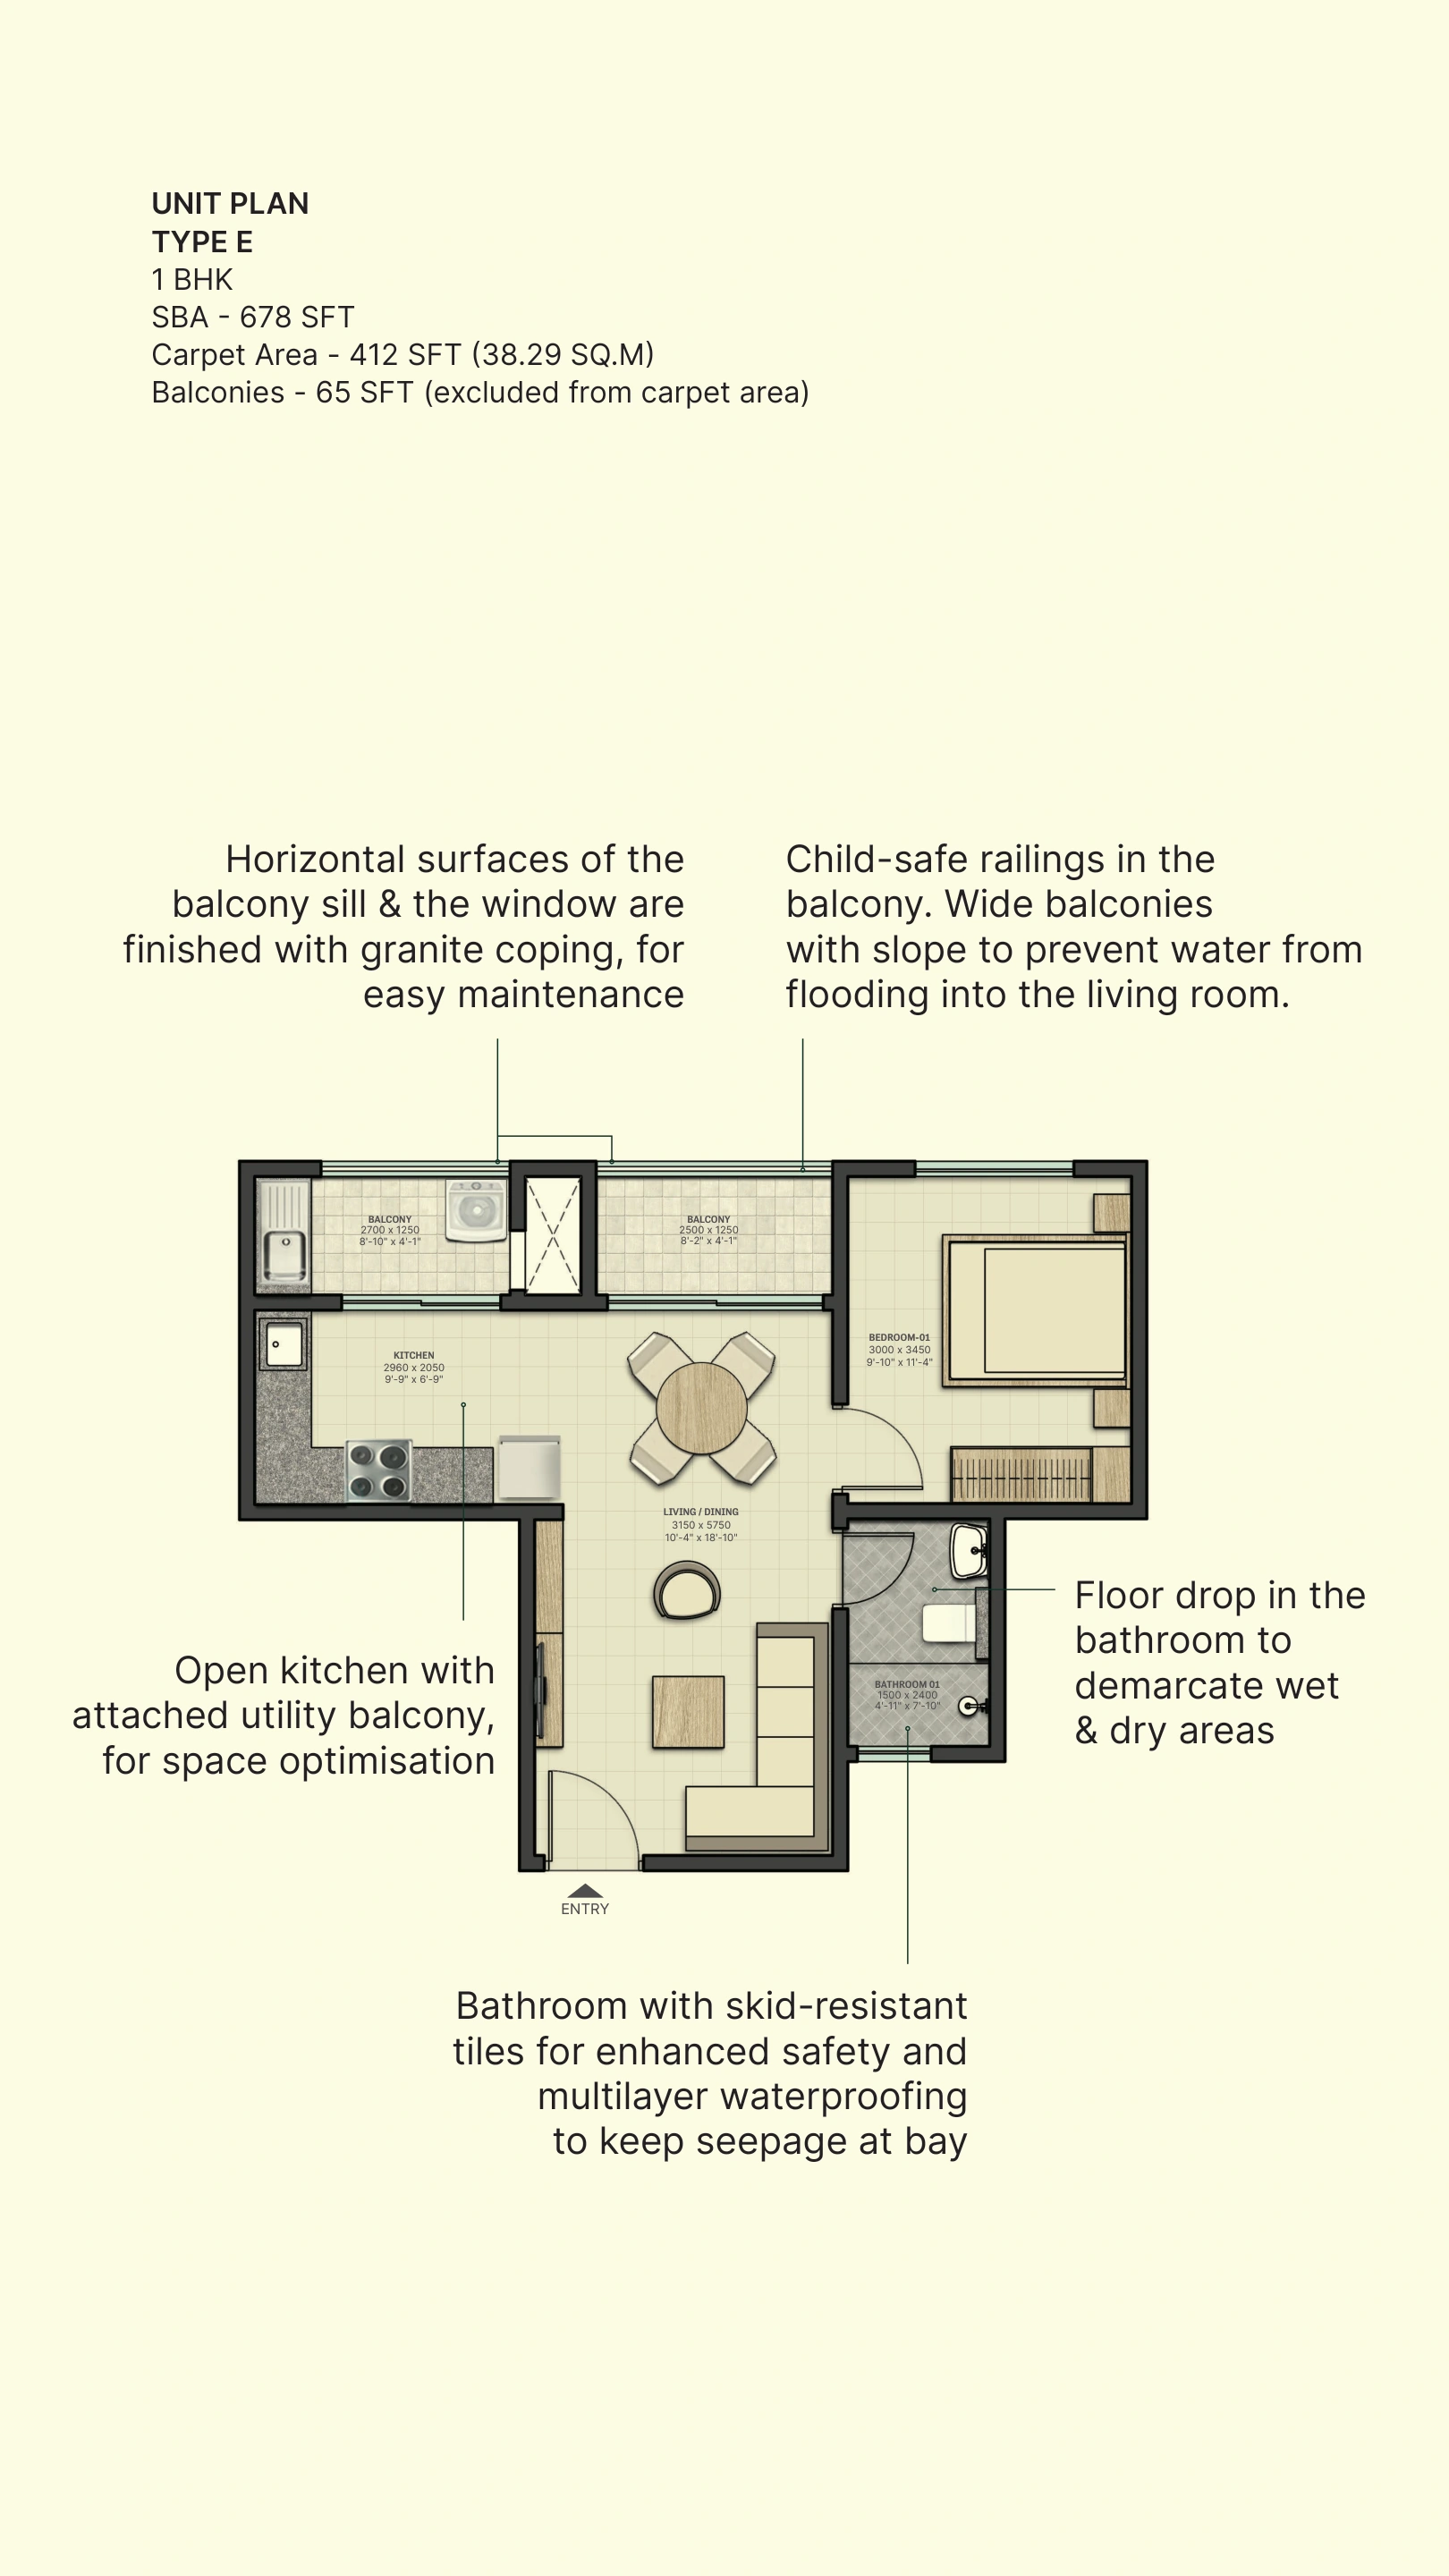 UNIT PLAN
TYPE E
1 BHK
SBA - 678 SFT
Carpet Area - 412 SFT (38.29 SQ.M)
Balconies - 65 SFT (excluded from carpet area)
Horizontal surfaces of the
balcony sill & the window are
finished with granite coping, for
easy maintenance
Child-safe railings in the
balcony. Wide balconies
with slope to prevent water from
flooding into the living room.
BALCONY
2700 x 1250
8'-10" x 4'-1"
BALCONY
2500 x 1250
8'-2" x 4'-1"
BEDROOM-01
3000 x 3450
9'-10" x 11'-4"
KITCHEN
2960 x 2050
9'-9" x 6'-9"
LIVING / DINING
3150 x 5750
10'-4" x 18'-10"
Floor drop in the
bathroom to
demarcate wet
& dry areas
Open kitchen with
attached utility balcony,
for space optimisation
BATHROOM 01
1500 x 2400
4'-11" x 7'-10"
ENTRY
Bathroom with skid-resistant
tiles for enhanced safety and
multilayer waterproofing
to keep seepage at bay